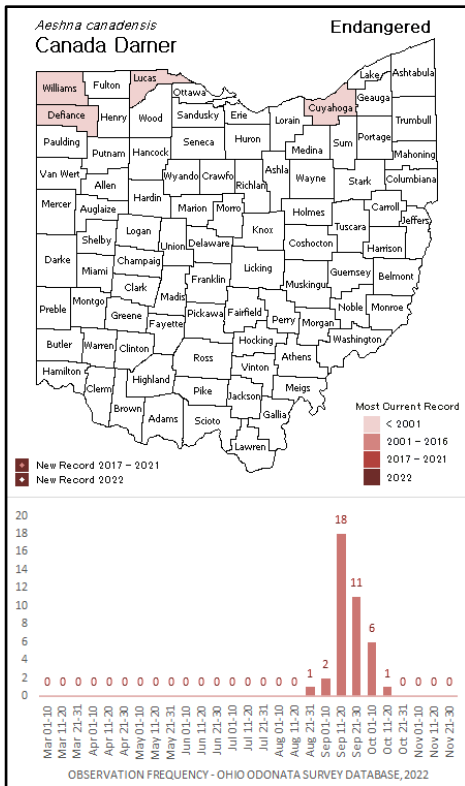 Aeshna canadensis
Endangered
Canada Darner
Williams
Fulton
Lucas
Ottawa
Lake
Ashtabula
Geauga
Cuyahoga
Defiance
Henry
Wood
Sandusky
Erie
Lorain
Trumbull
Paulding
Putnam
Hancock
Seneca
Huron
Medina
Sum
Portage
Mahoning
Van Wert
Allen
Wyando
Crawfo
Richlan
Ashla
Wayne
Stark
Columbiana
Mercer
Auglaize
Hardin
Marion
Morro
Holmes
Carroll
Tuscara
Jeffers
Shelby
Logan
Union
Delaware
Knox
Coshocton
Harrison
Darke
Miami
Champaig
Clark
Madis
Franklin
Licking
Muskingu
Guernsey
Belmont
Preble
Montgo
Greene
Fayette
Pickawa
Fairfield
Perry
Morgan
Noble
Monroe
Butler
Warren
Clinton
Ross
Hocking
Athens
Washington
Hamilton
Clerm
Highland
Pike
Vinton
Jackson
Meigs
Brown
Adams
Scioto
Gallia
Lawren
Most Current Record
< 2001
2001 - 2016
2017 - 2021
2022
New Record 2017 - 2021
New Record 2022
20
18
16
14
12
10
8
6
4
2
0
0 0 0 0 0 0 0 0 0 0 0 0 0 0 0 0 0 1 2 18 11 6 1 0 0 0 0
Mar 01-10
Mar 11-20
Mar 21-31
Apr 01-10
Apr 11-20
Apr 21-30
May 01-10
May 11-20
May 21-31
Jun 01-10
Jun 11-20
Jun 21-30
Jul 01-10
Jul 11-20
Jul 21-31
Aug 01-10
Aug 11-20
Aug 21-31
Sep 01-10
Sep 11-20
Sep 21-30
Oct 01-10
Oct 11-20
Oct 21-31
Nov 01-10
Nov 11-20
Nov 21-30
OBSERVATION FREQUENCY - OHIO ODONATA SURVEY DATABASE, 2022